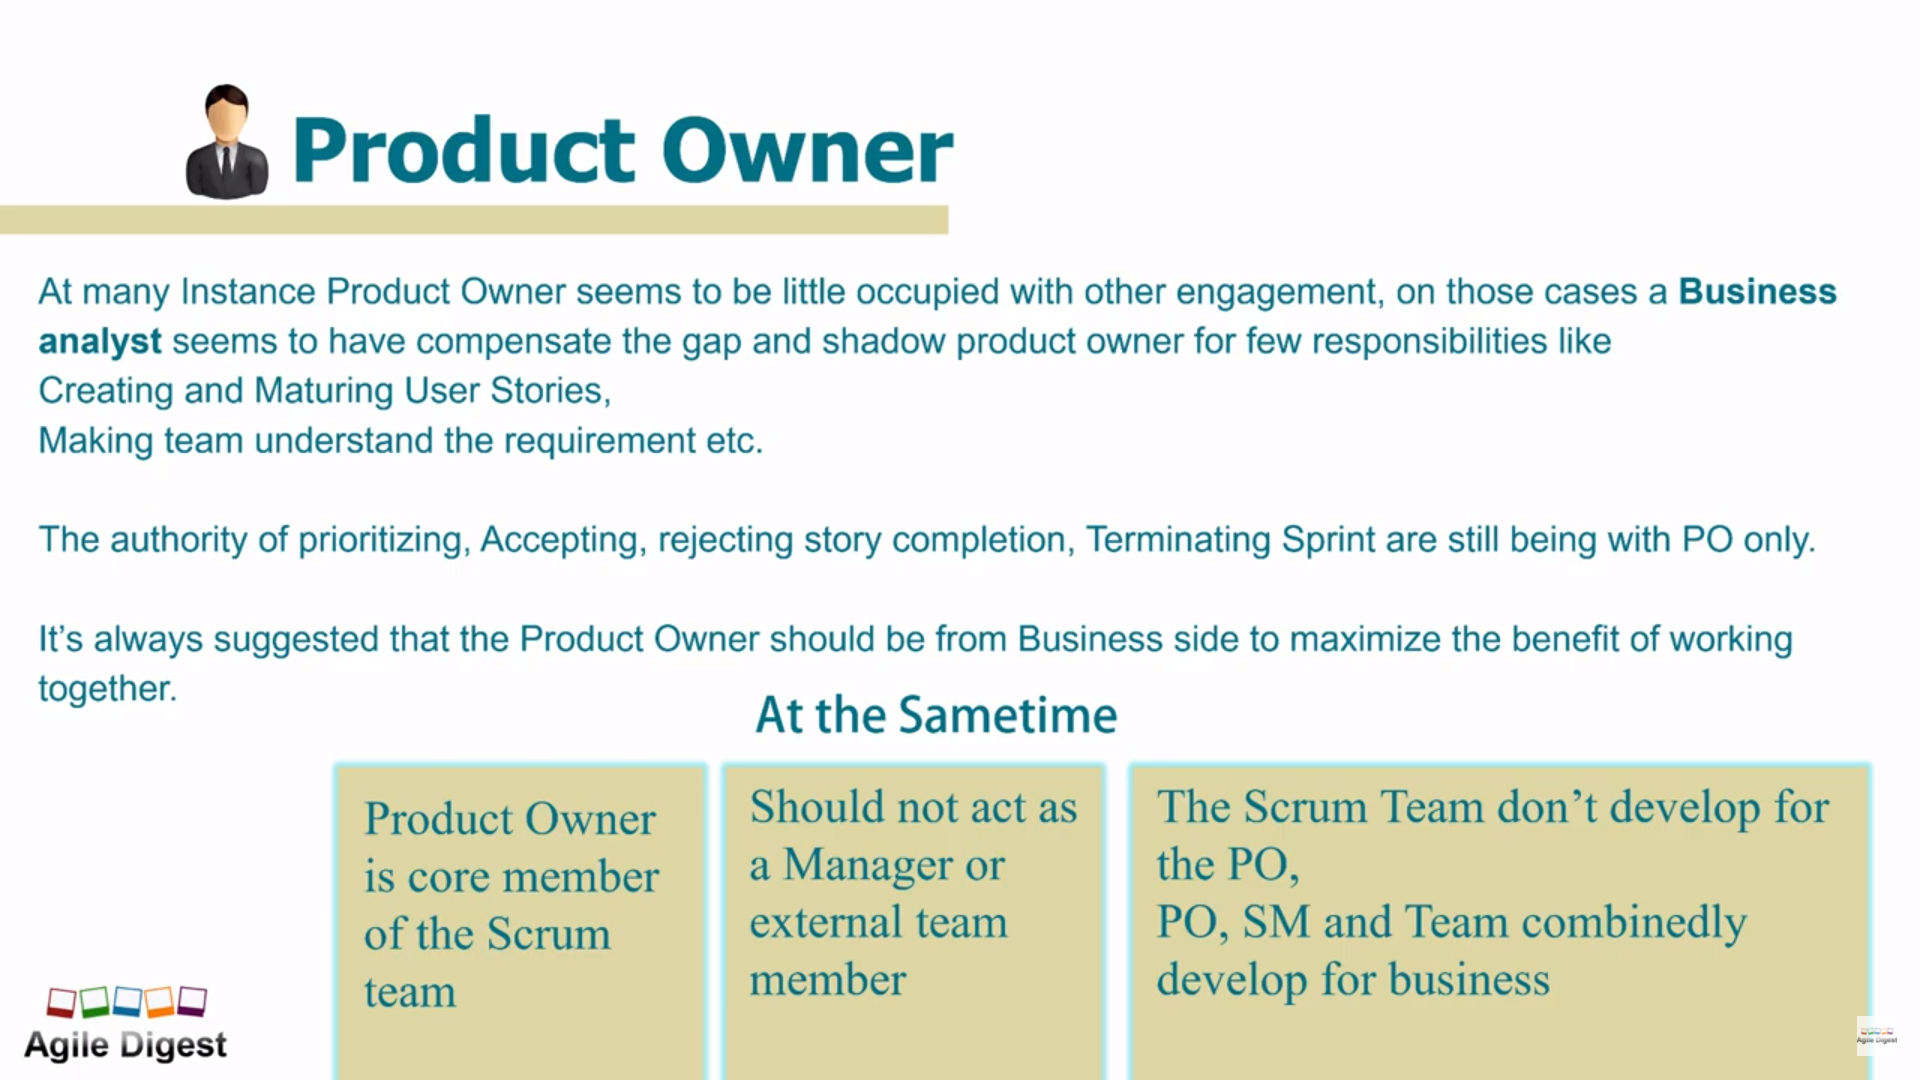 Product Owner
At many Instance Product Owner seems to be little occupied with other engagement, on those cases a Business
analyst seems to have compensate the gap and shadow product owner for few responsibilities like
Creating and Maturing User Stories,
Making team understand the requirement etc.
The authority of prioritizing, Accepting, rejecting story completion, Terminating Sprint are still being with PO only.
It’s always suggested that the Product Owner should be from Business side to maximize the benefit of working
together.
At the Sametime
Product Owner
is core member
of the Scrum
team
Should not act as
a Manager or
external team
member
The Scrum Team don’t develop for
the PO,
PO, SM and Team combinedly
develop for business
Agile Digest
Agile Digest